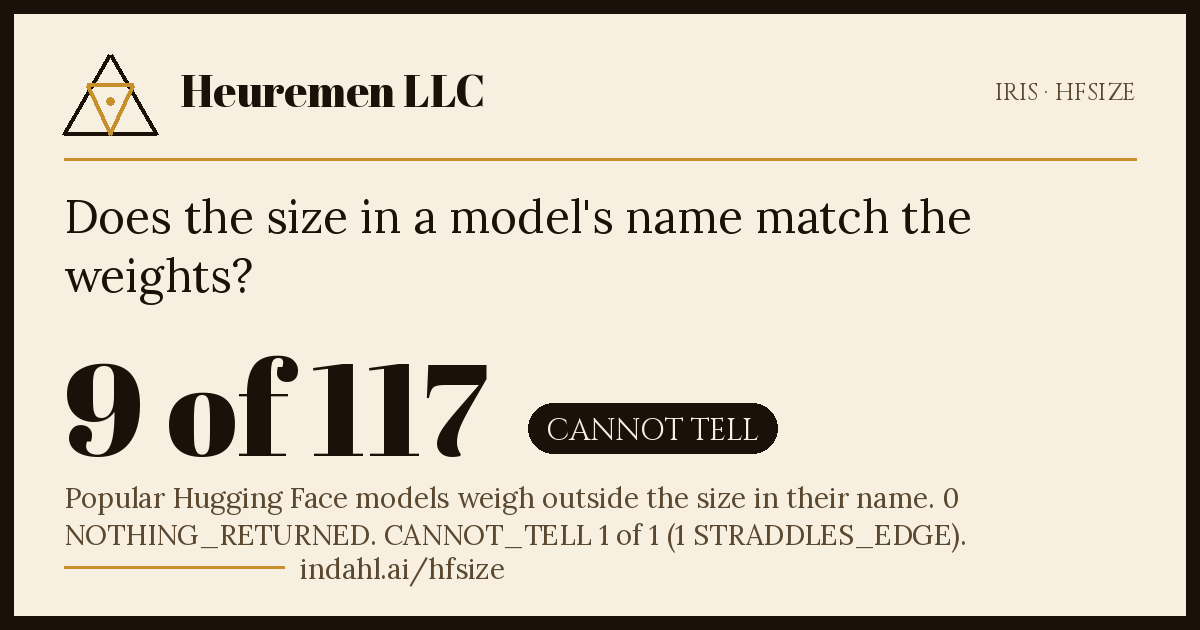 Heuremen LLC
IRIS · HFSIZE
Does the size in a model's name match the
weights?
9 of 117
CANNOT TELL
Popular Hugging Face models weigh outside the size in their name. 0
NOTHING_RETURNED. CANNOT_TELL 1 of 1 (1 STRADDLES_EDGE).
indahl.ai/hfsize